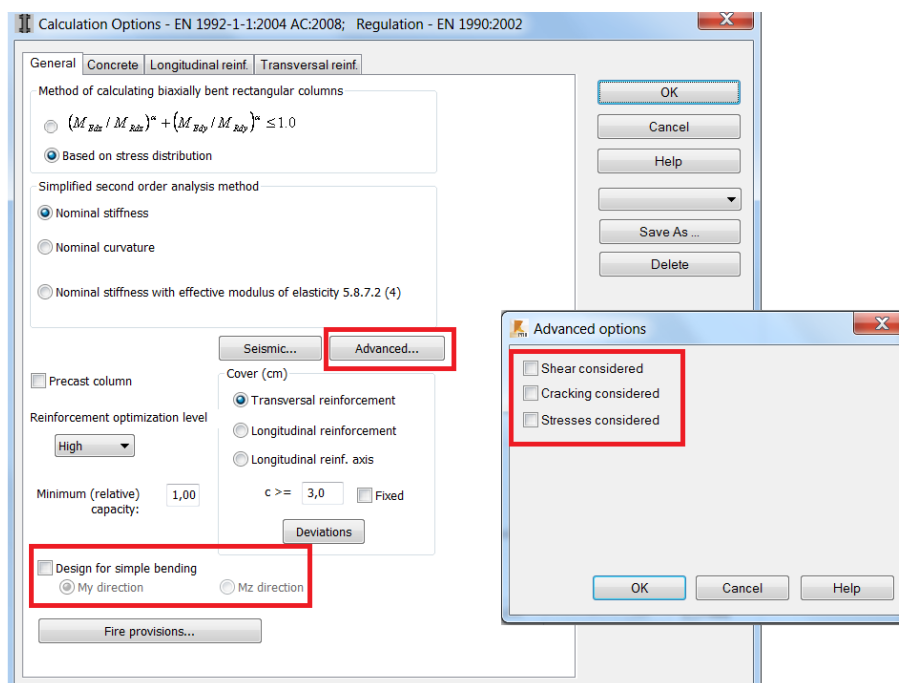 Calculation Options - EN 1992-1-1:2004 AC:2008; Regulation - EN 1990:2002
General Concrete Longitudinal reinf. Transversal reinf.
Method of calculating biaxially bent rectangular columns
(M Edz / M Rdz)^α + (M Edy / M Rdy)^α ≤ 1.0
Based on stress distribution
Simplified second order analysis method
Nominal stiffness
Nominal curvature
Nominal stiffness with effective modulus of elasticity 5.8.7.2 (4)
Seismic... Advanced...
Precast column
Reinforcement optimization level
High
Minimum (relative) 1,00
capacity:
Cover (cm)
Transversal reinforcement
Longitudinal reinforcement
Longitudinal reinf. axis
c >= 3,0 Fixed
Deviations
Design for simple bending
My direction Mz direction
Fire provisions...
OK
Cancel
Help
Save As ...
Delete
Advanced options
Shear considered
Cracking considered
Stresses considered
OK Cancel Help